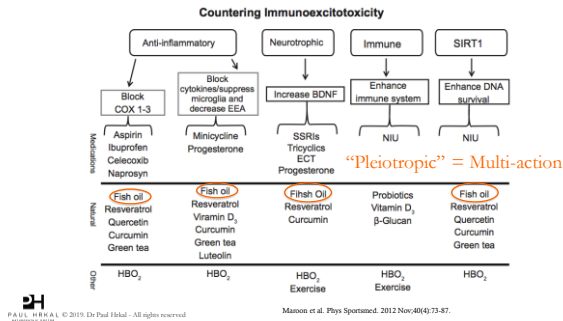 Countering Immunoexcitotoxicity
Anti-inflammatory
Neurotrophic
Immune
SIRT1
Block
COX 1-3
Block
cytokines/suppress
microglia and
decrease EEA
Increase BDNF
Enhance
immune system
Enhance DNA
survival
Medications
Aspirin
Ibuprofen
Celecoxib
Naprosyn
Minicycline
Progesterone
SSRIs
Tricyclics
ECT
Progesterone
NIU
NIU
“Pleiotropic” = Multi-action
Natural
Fish oil
Resveratrol
Quercetin
Curcumin
Green tea
Fish oil
Resveratrol
Viramin D3
Curcumin
Green tea
Luteolin
Fihsh Oil
Resveratrol
Curcumin
Probiotics
Vitamin D3
β-Glucan
Fish oil
Resveratrol
Quercetin
Curcumin
Green tea
Other
HBO2
HBO2
HBO2
Exercise
HBO2
Exercise
HBO2
PAUL HRKAL © 2019. Dr Paul Hrkal - All rights reserved
Maroon et al. Phys Sportsmed. 2012 Nov;40(4):73-87.